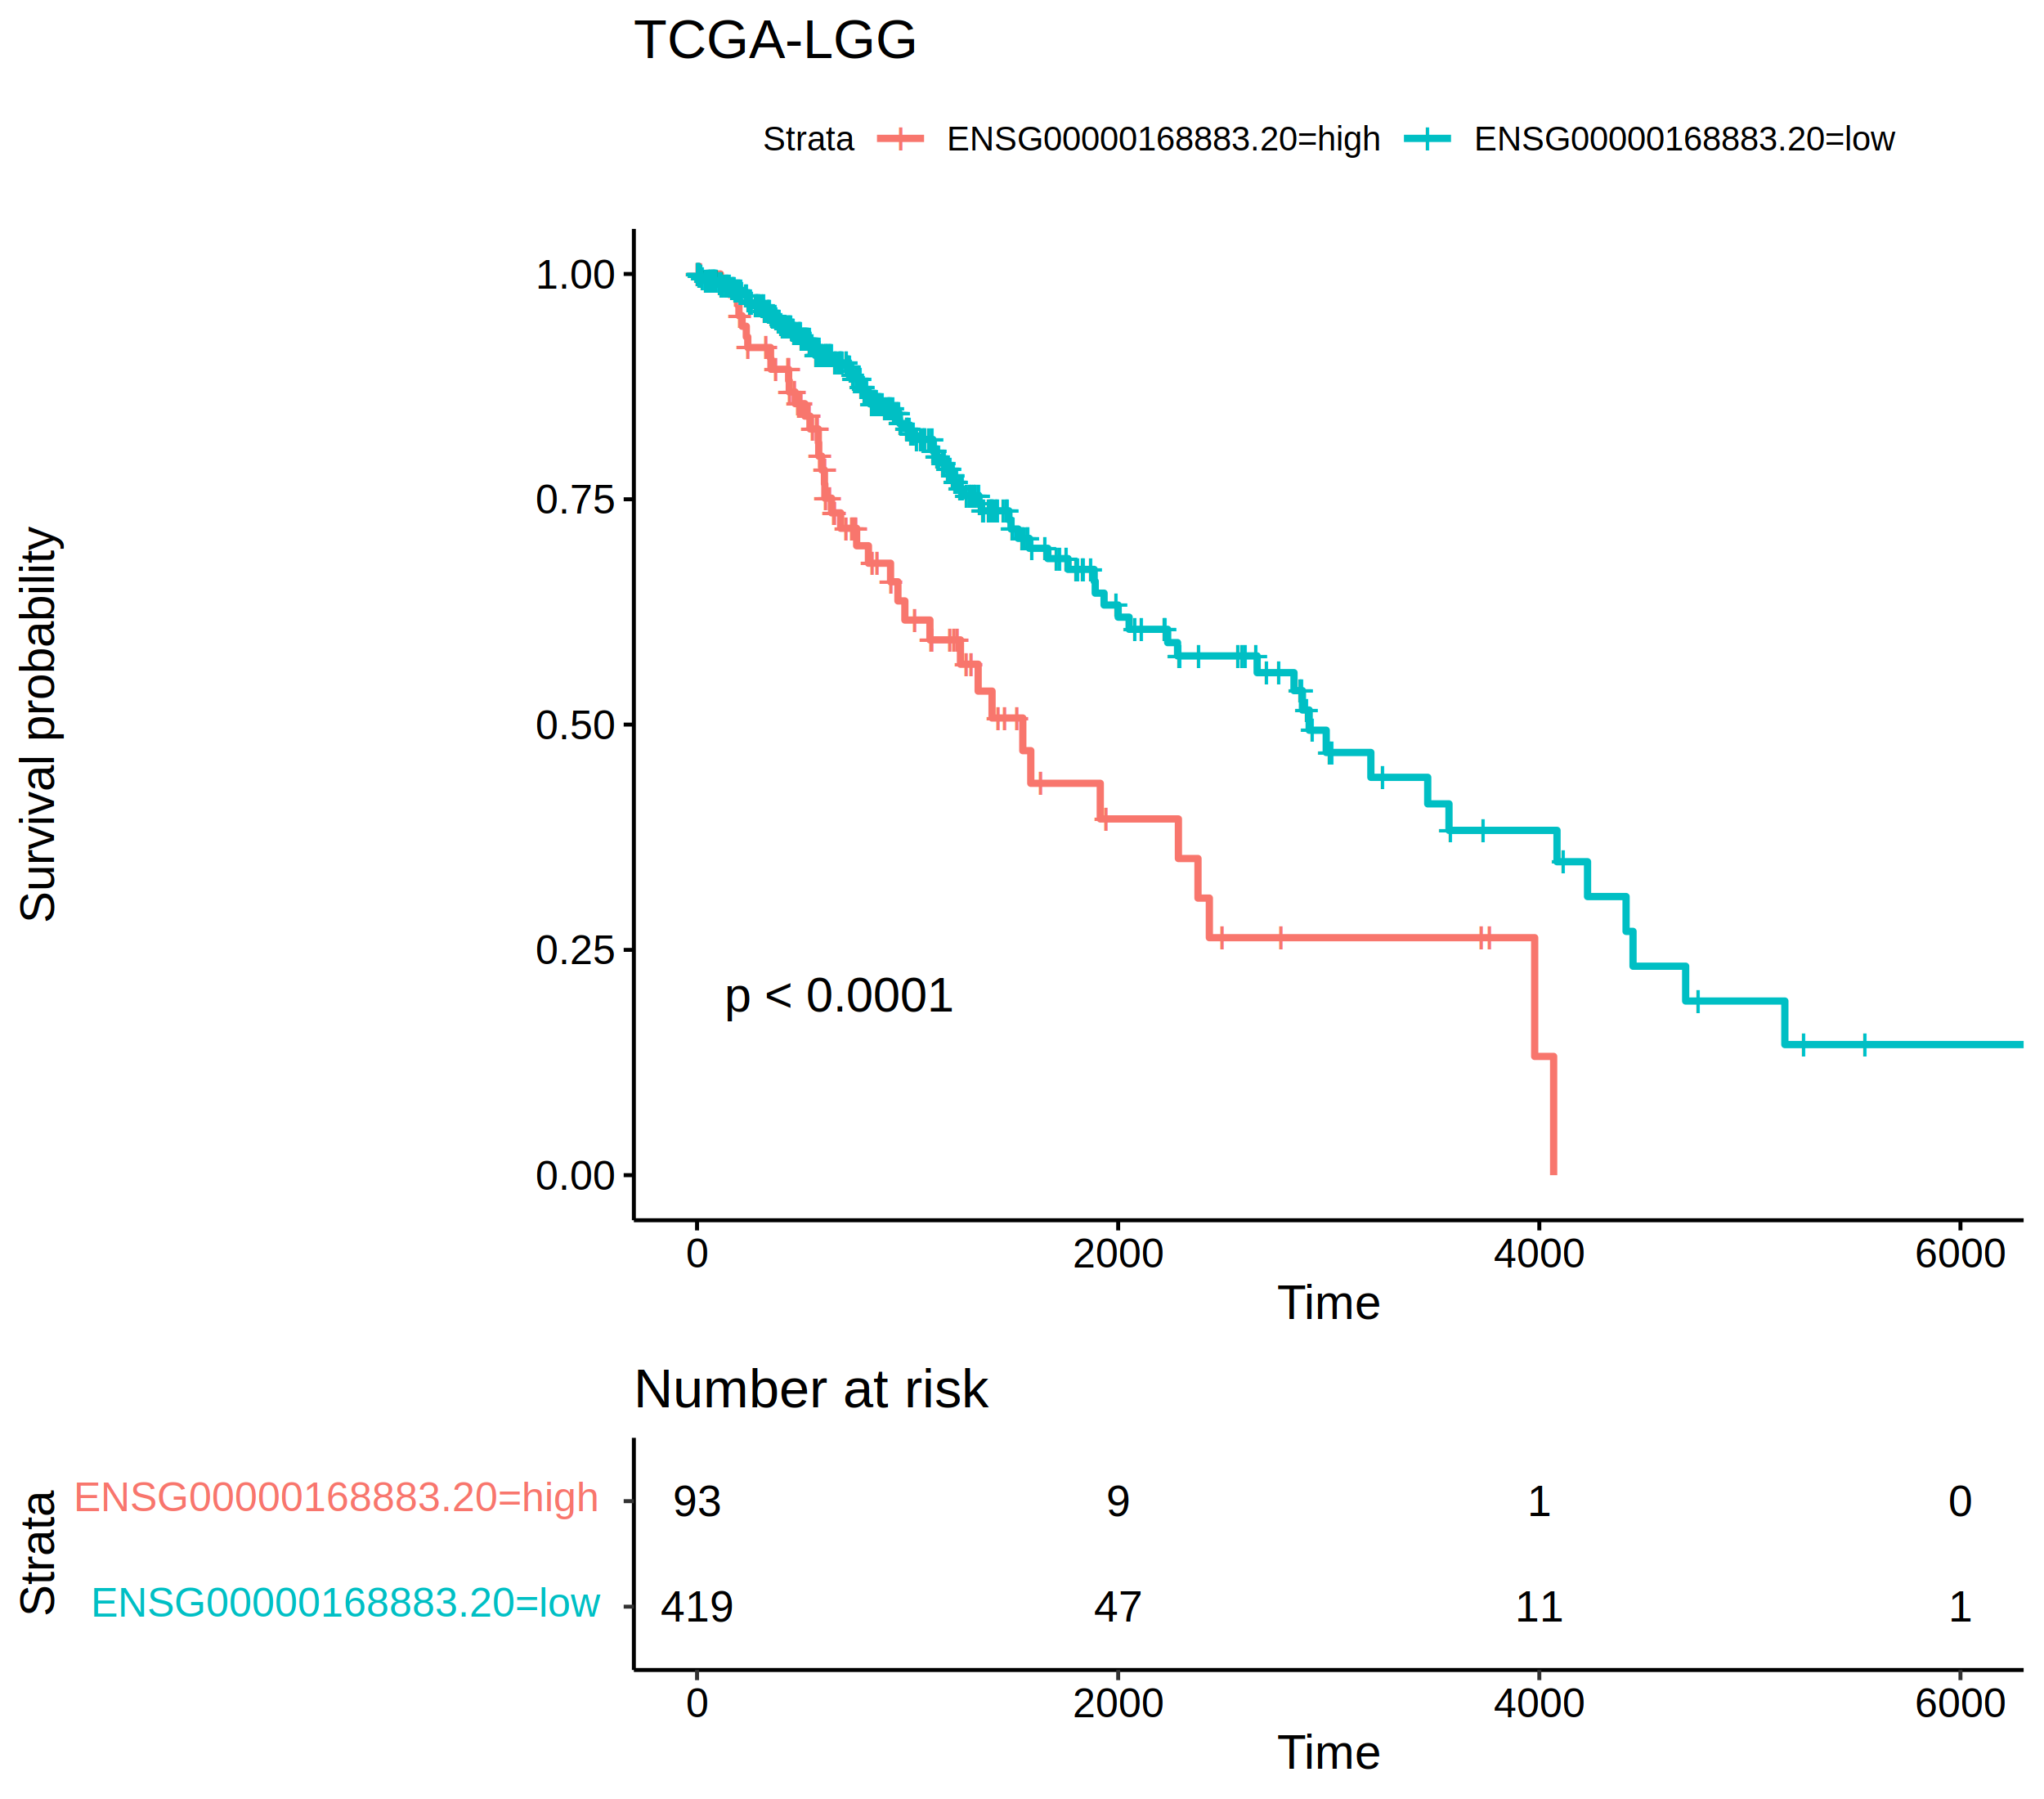 TCGA-LGG
Strata ENSG00000168883.20=high ENSG00000168883.20=low
Survival probability
1.00
0.75
0.50
0.25
0.00
p < 0.0001
0 2000 4000 6000
Time
Number at risk
Strata
ENSG00000168883.20=high 93 9 1 0
ENSG00000168883.20=low 419 47 11 1
0 2000 4000 6000
Time